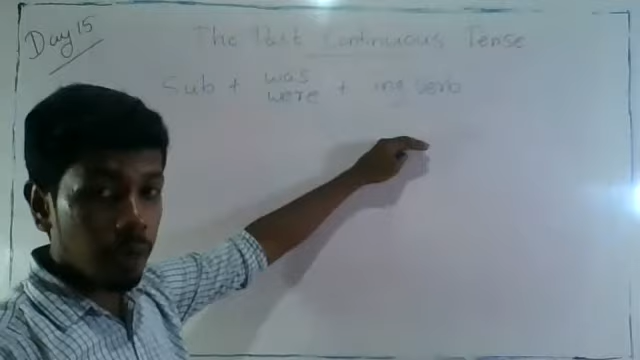 Day 15
The Past Continuous Tense
Sub + was
were + ing verb